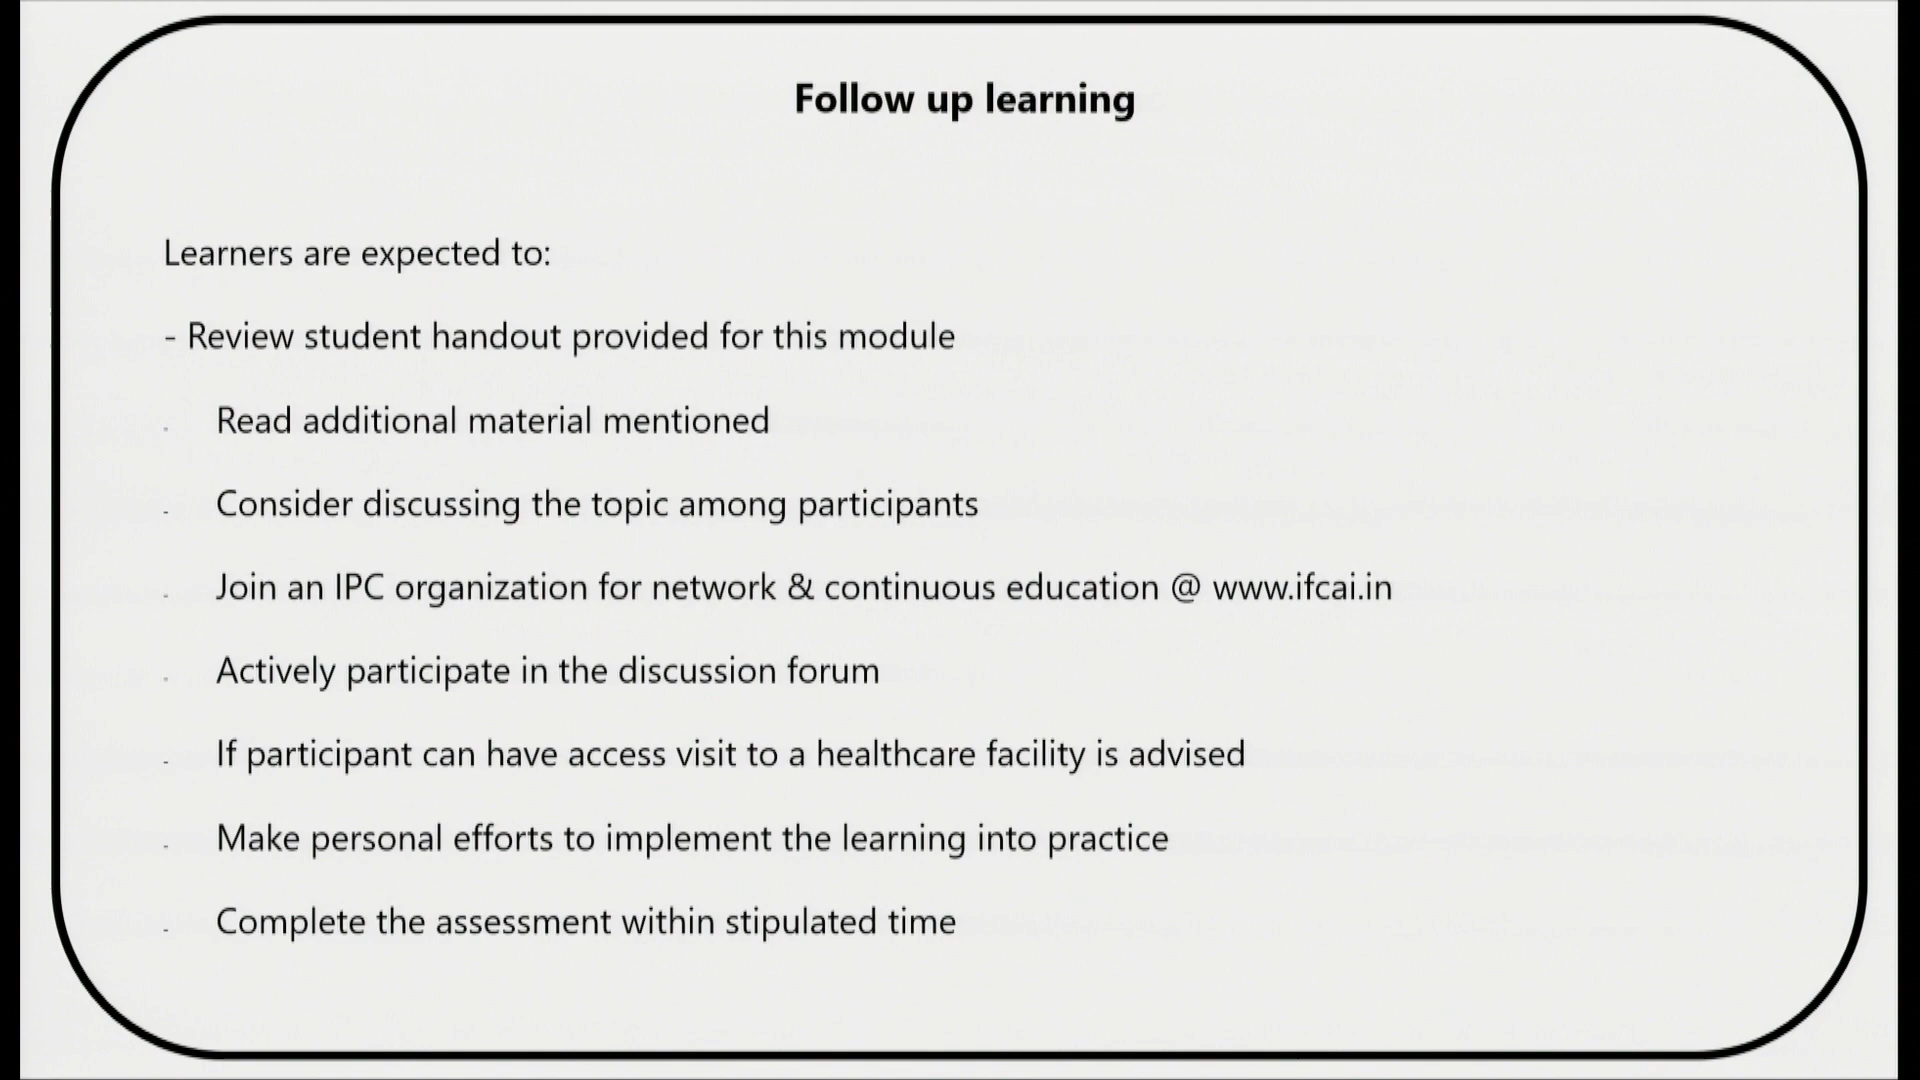 Follow up learning
Learners are expected to:
- Review student handout provided for this module
- Read additional material mentioned
- Consider discussing the topic among participants
- Join an IPC organization for network & continuous education @ www.ifcai.in
- Actively participate in the discussion forum
- If participant can have access visit to a healthcare facility is advised
- Make personal efforts to implement the learning into practice
- Complete the assessment within stipulated time